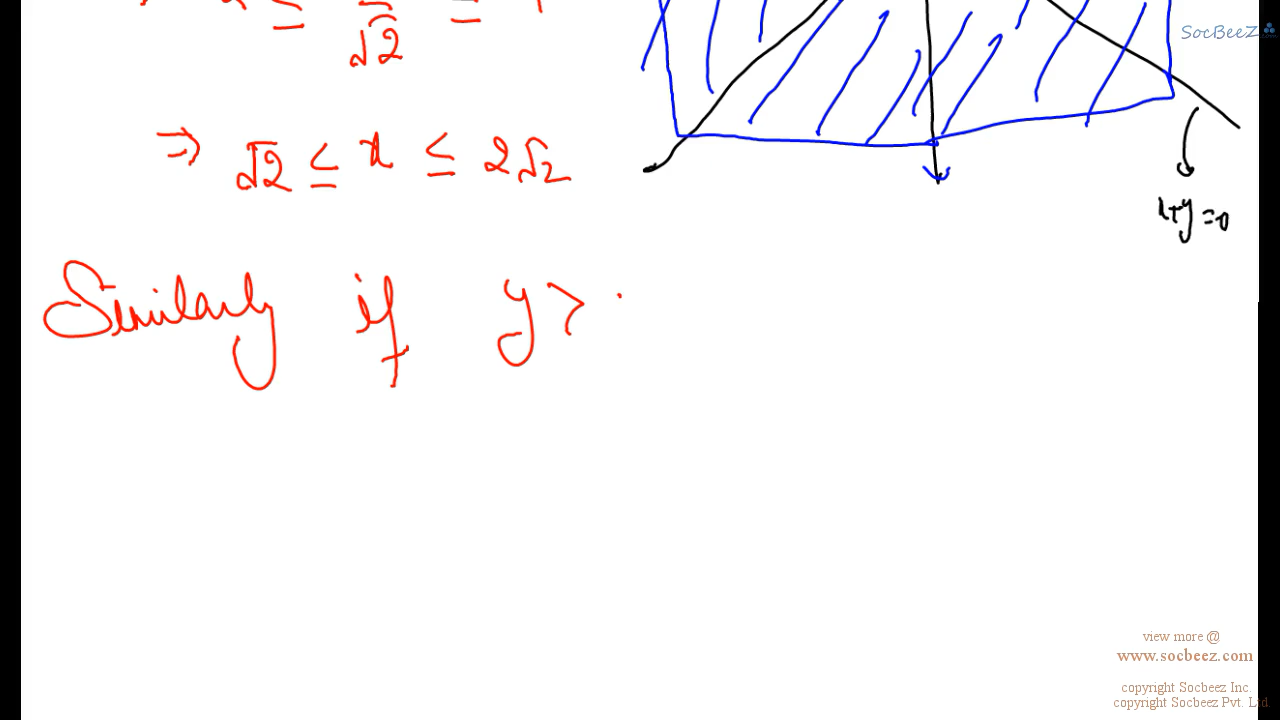 SocBeeZ
√2
⇒ √2 ≤ x ≤ 2√2
x+y=0
Similarly if y>
view more @
www.socbeez.com
copyright Socbeez Inc.
copyright Socbeez Pvt. Ltd.